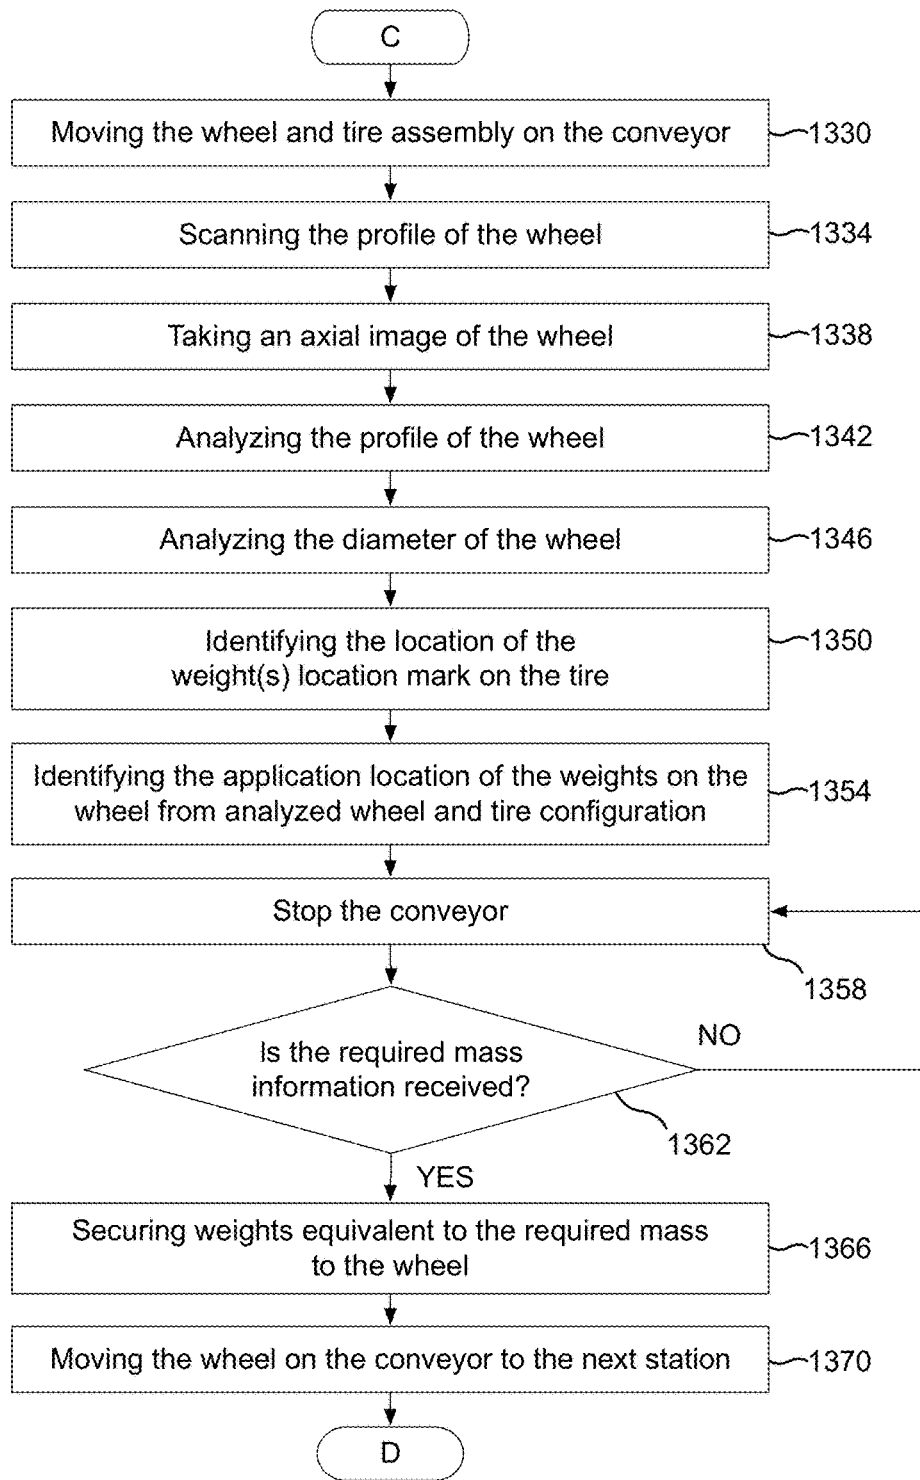 C
Moving the wheel and tire assembly on the conveyor
1330
Scanning the profile of the wheel
1334
Taking an axial image of the wheel
1338
Analyzing the profile of the wheel
1342
Analyzing the diameter of the wheel
1346
Identifying the location of the
weight(s) location mark on the tire
1350
Identifying the application location of the weights on the
wheel from analyzed wheel and tire configuration
1354
Stop the conveyor
1358
Is the required mass
information received?
NO
1362
YES
Securing weights equivalent to the required mass
to the wheel
1366
Moving the wheel on the conveyor to the next station
1370
D